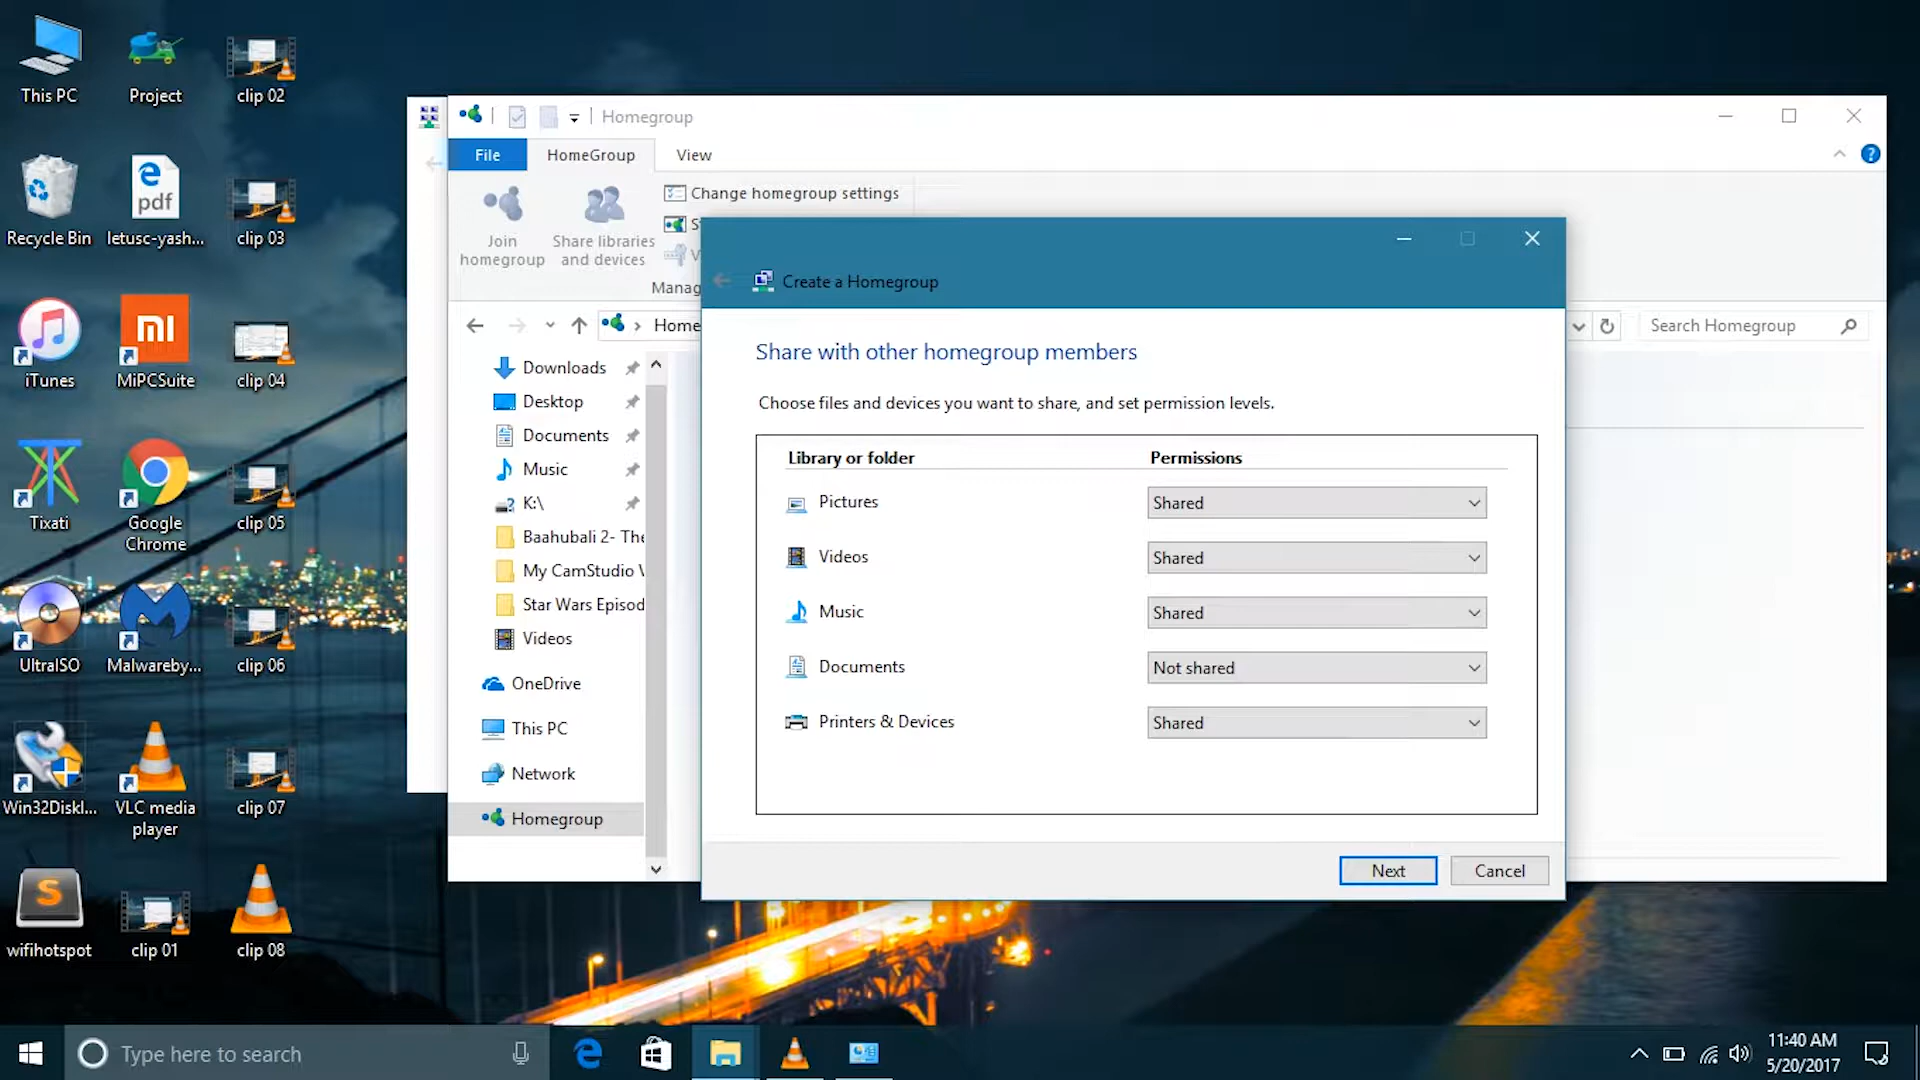 This PC
Project
clip 02
Recycle Bin
letusc-yash...
clip 03
iTunes
MiPCSuite
clip 04
Tixati
Google
Chrome
clip 05
UltraISO
Malwareby...
clip 06
Win32DiskI...
VLC media
player
clip 07
wifihotspot
clip 01
clip 08
Homegroup
File
HomeGroup
View
Join
homegroup
Share libraries
and devices
Change homegroup settings
Manag
Home
Search Homegroup
Downloads
Desktop
Documents
Music
K:\
Baahubali 2- The
My CamStudio V
Star Wars Episod
Videos
OneDrive
This PC
Network
Homegroup
Create a Homegroup
Share with other homegroup members
Choose files and devices you want to share, and set permission levels.
Library or folder Permissions
Pictures Shared
Videos Shared
Music Shared
Documents Not shared
Printers & Devices Shared
Next Cancel
Type here to search
11:40 AM
5/20/2017